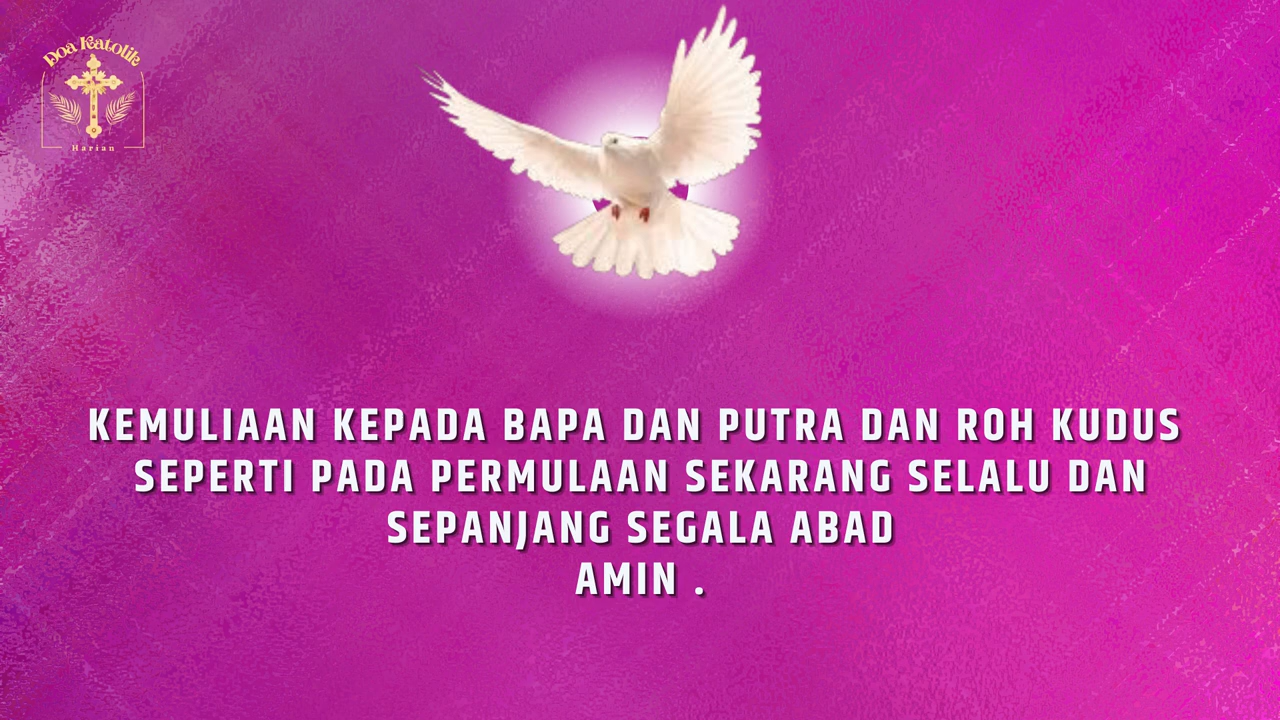 Doa Katolik
Harian
KEMULIAAN KEPADA BAPA DAN PUTRA DAN ROH KUDUS
SEPERTI PADA PERMULAAN SEKARANG SELALU DAN
SEPANJANG SEGALA ABAD
AMIN .